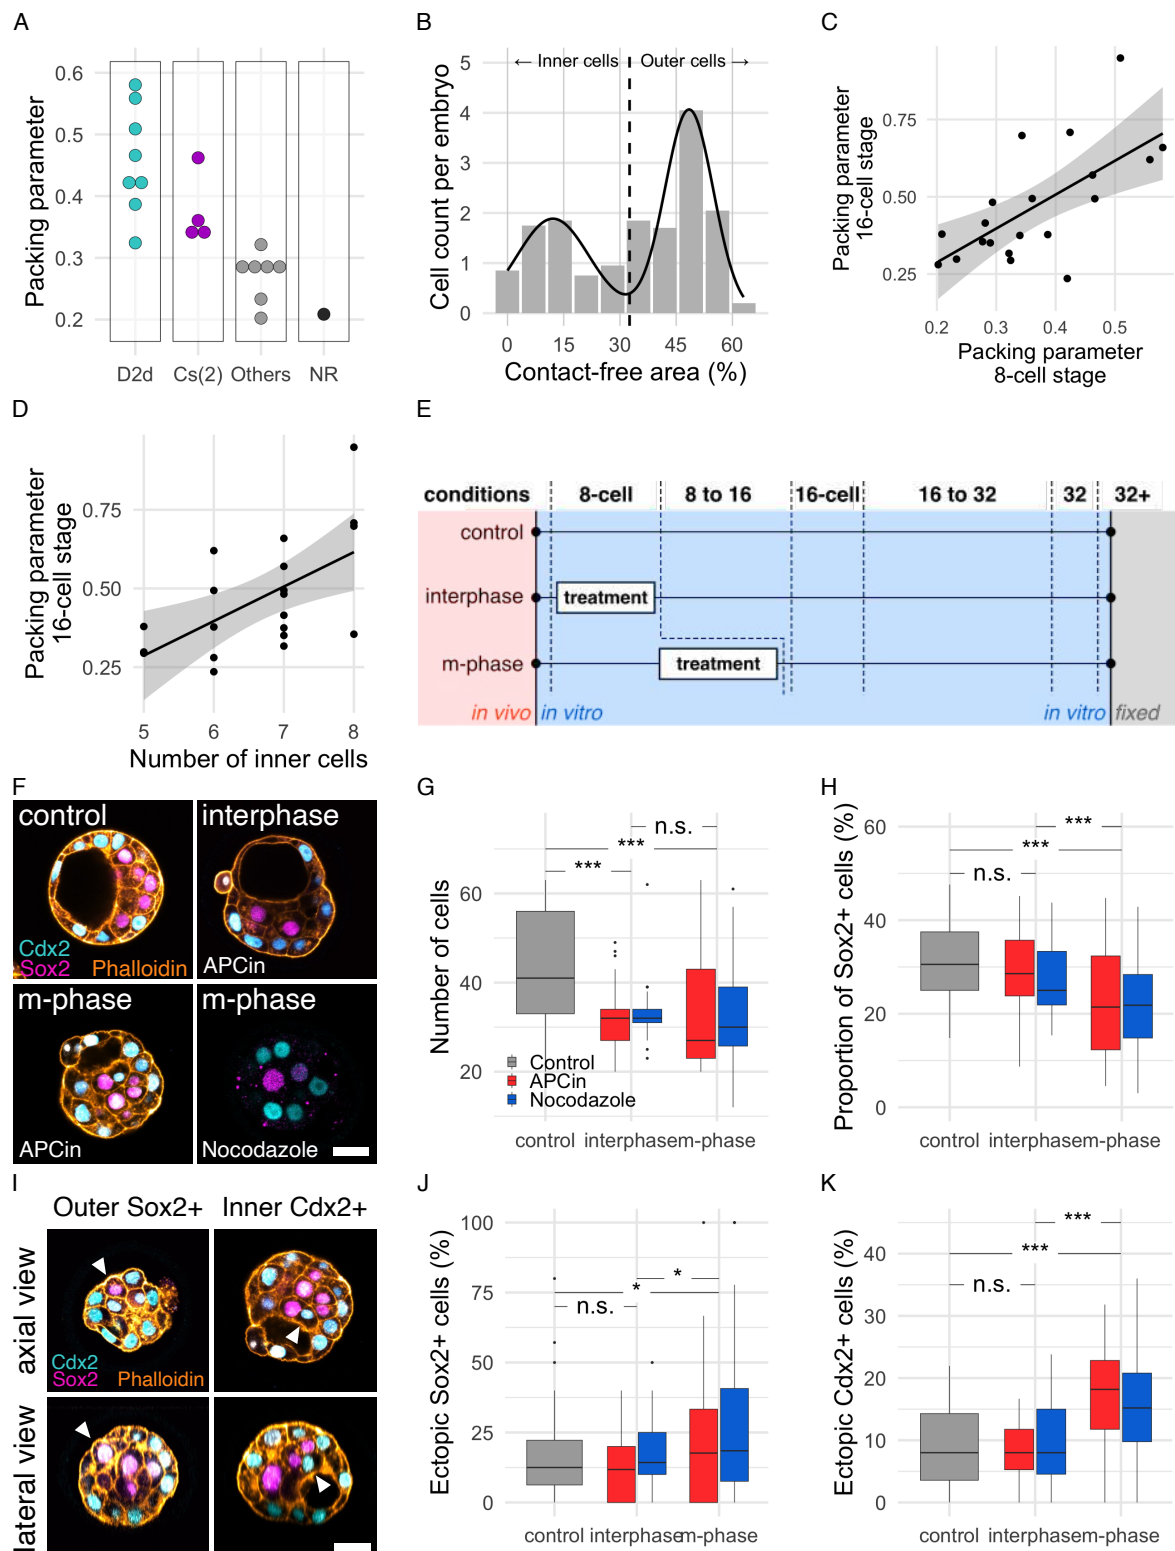 A
Packing parameter
0.6
0.5
0.4
0.3
0.2
D2d Cs(2) Others NR
B
Cell count per embryo
← Inner cells Outer cells →
5
4
3
2
1
0
0 15 30 45 60
Contact-free area (%)
C
Packing parameter
16-cell stage
0.75
0.50
0.25
0.2 0.3 0.4 0.5
Packing parameter
8-cell stage
D
Packing parameter
16-cell stage
0.75
0.50
0.25
5 6 7 8
Number of inner cells
E
conditions 8-cell 8 to 16 16-cell 16 to 32 32 32+
control
interphase treatment
m-phase treatment
in vivo in vitro in vitro fixed
F
control
Cdx2
Sox2 Phalloidin
interphase
APCin
m-phase
APCin
m-phase
Nocodazole
G
Number of cells
n.s.
***
***
60
40
20
Control
APCin
Nocodazole
control interphase m-phase
H
Proportion of Sox2+ cells (%)
***
***
n.s.
60
40
20
0
control interphase m-phase
I
Outer Sox2+ Inner Cdx2+
axial view
Cdx2
Sox2 Phalloidin
lateral view
J
Ectopic Sox2+ cells (%)
100
75
50
25
0
*
*
n.s.
control interphase m-phase
K
Ectopic Cdx2+ cells (%)
***
***
n.s.
40
30
20
10
0
control interphase m-phase